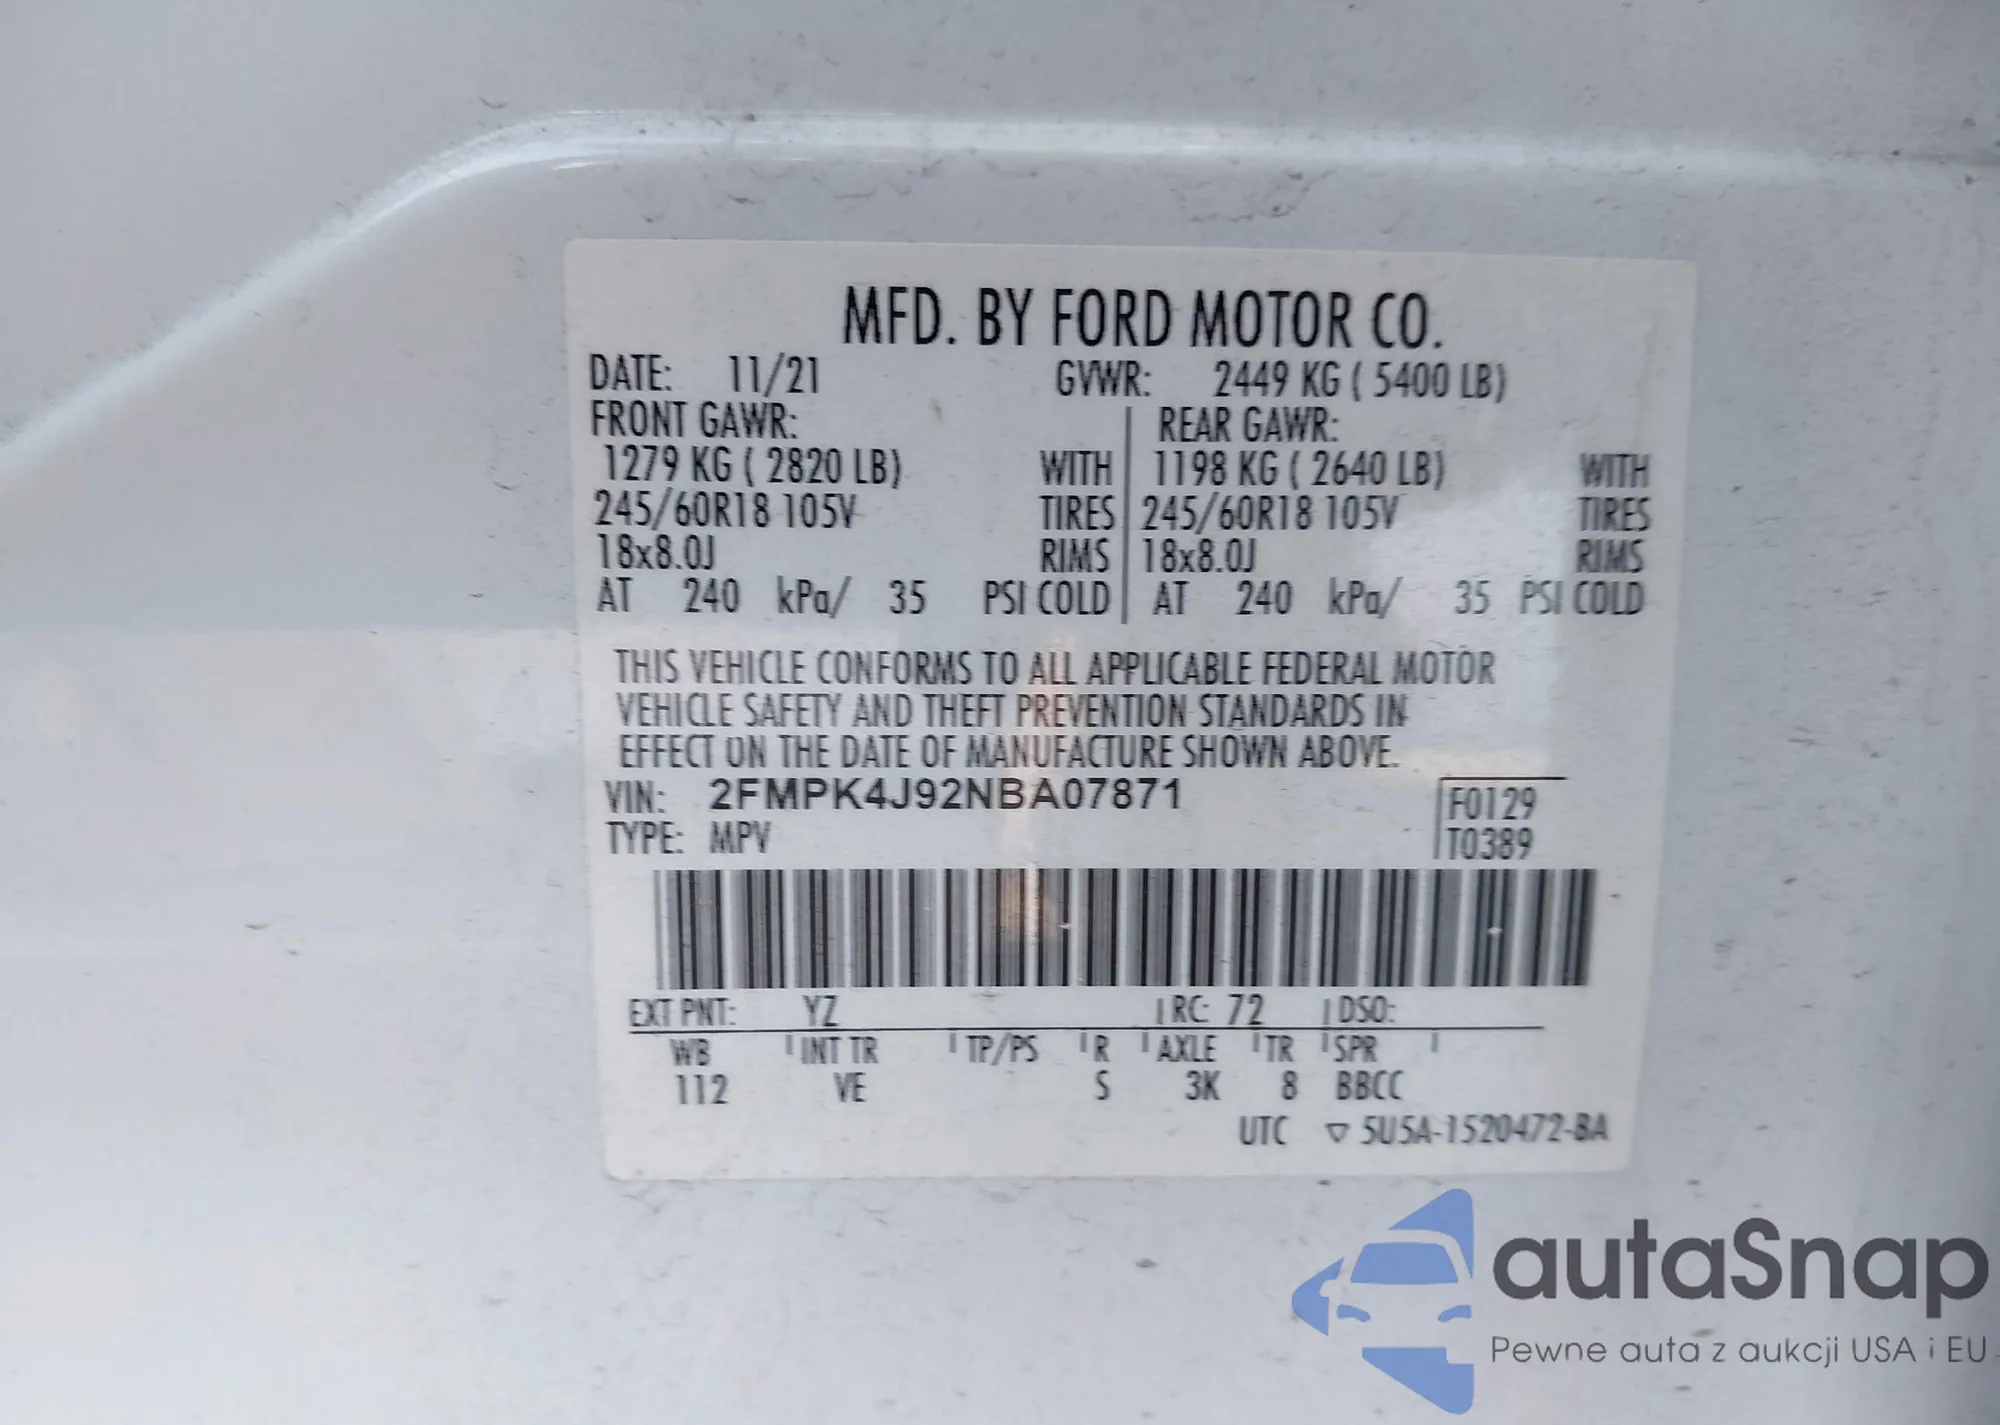 MFD. BY FORD MOTOR CO.
DATE: 11/21 GVWR: 2449 KG ( 5400 LB)
FRONT GAWR: REAR GAWR:
1279 KG ( 2820 LB) WITH 1198 KG ( 2640 LB) WITH
245/60R18 105V TIRES 245/60R18 105V TIRES
18x8.0J RIMS 18x8.0J RIMS
AT 240 kPa/ 35 PSI COLD AT 240 kPa/ 35 PSI COLD
THIS VEHICLE CONFORMS TO ALL APPLICABLE FEDERAL MOTOR
VEHICLE SAFETY AND THEFT PREVENTION STANDARDS IN
EFFECT ON THE DATE OF MANUFACTURE SHOWN ABOVE.
VIN: 2FMPK4J92NBA07871 F0129
TYPE: MPV T0389
EXT PNT: YZ RC: 72 DSO:
WB INT TR TP/PS R AXLE TR SPR
112 VE S 3K 8 BBCC
UTC ▽ 5U5A-1520472-BA
autaSnap
Pewne auta z aukcji USA i EU